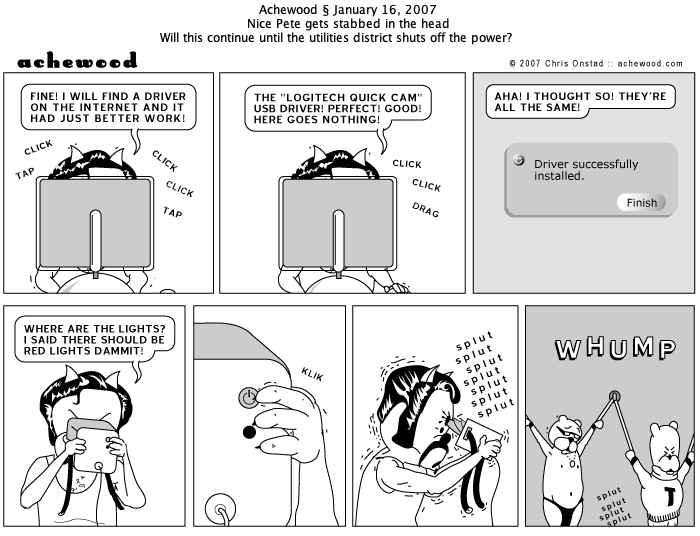 Achewood § January 16, 2007
Nice Pete gets stabbed in the head
Will this continue until the utilities district shuts off the power?
achewood
© 2007 Chris Onstad :: achewood.com
FINE! I WILL FIND A DRIVER
ON THE INTERNET AND IT
HAD JUST BETTER WORK!
CLICK
TAP
CLICK
CLICK
TAP
THE "LOGITECH QUICK CAM"
USB DRIVER! PERFECT! GOOD!
HERE GOES NOTHING!
CLICK
CLICK
DRAG
AHA! I THOUGHT SO! THEY'RE
ALL THE SAME!
Driver successfully
installed.
Finish
WHERE ARE THE LIGHTS?
I SAID THERE SHOULD BE
RED LIGHTS DAMMIT!
KLIK
splut
splut
splut
splut
splut
splut
splut
WHUMP
T
splut
splut
splut
splut